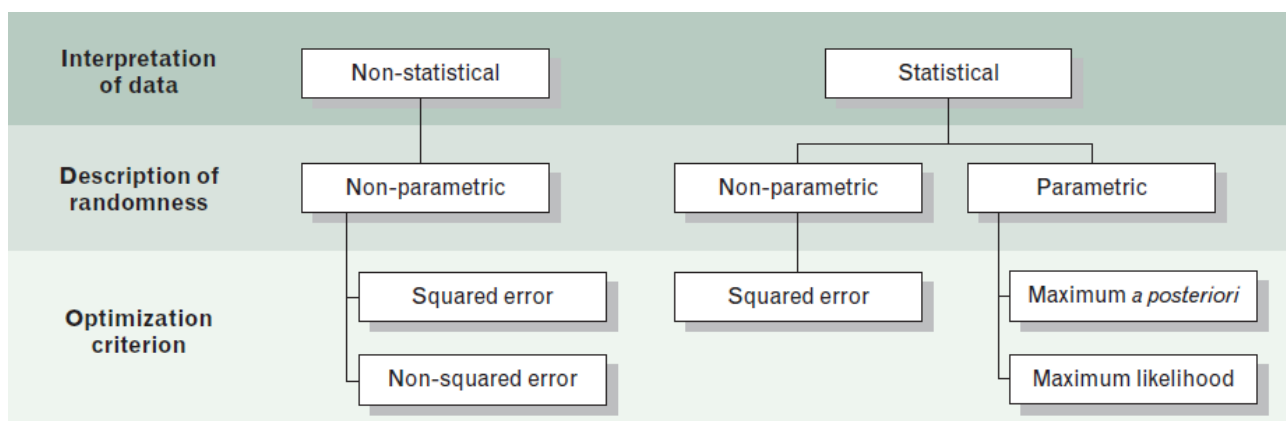 Interpretation
of data
Non-statistical
Statistical
Description of
randomness
Non-parametric
Non-parametric
Parametric
Optimization
criterion
Squared error
Squared error
Maximum a posteriori
Non-squared error
Maximum likelihood